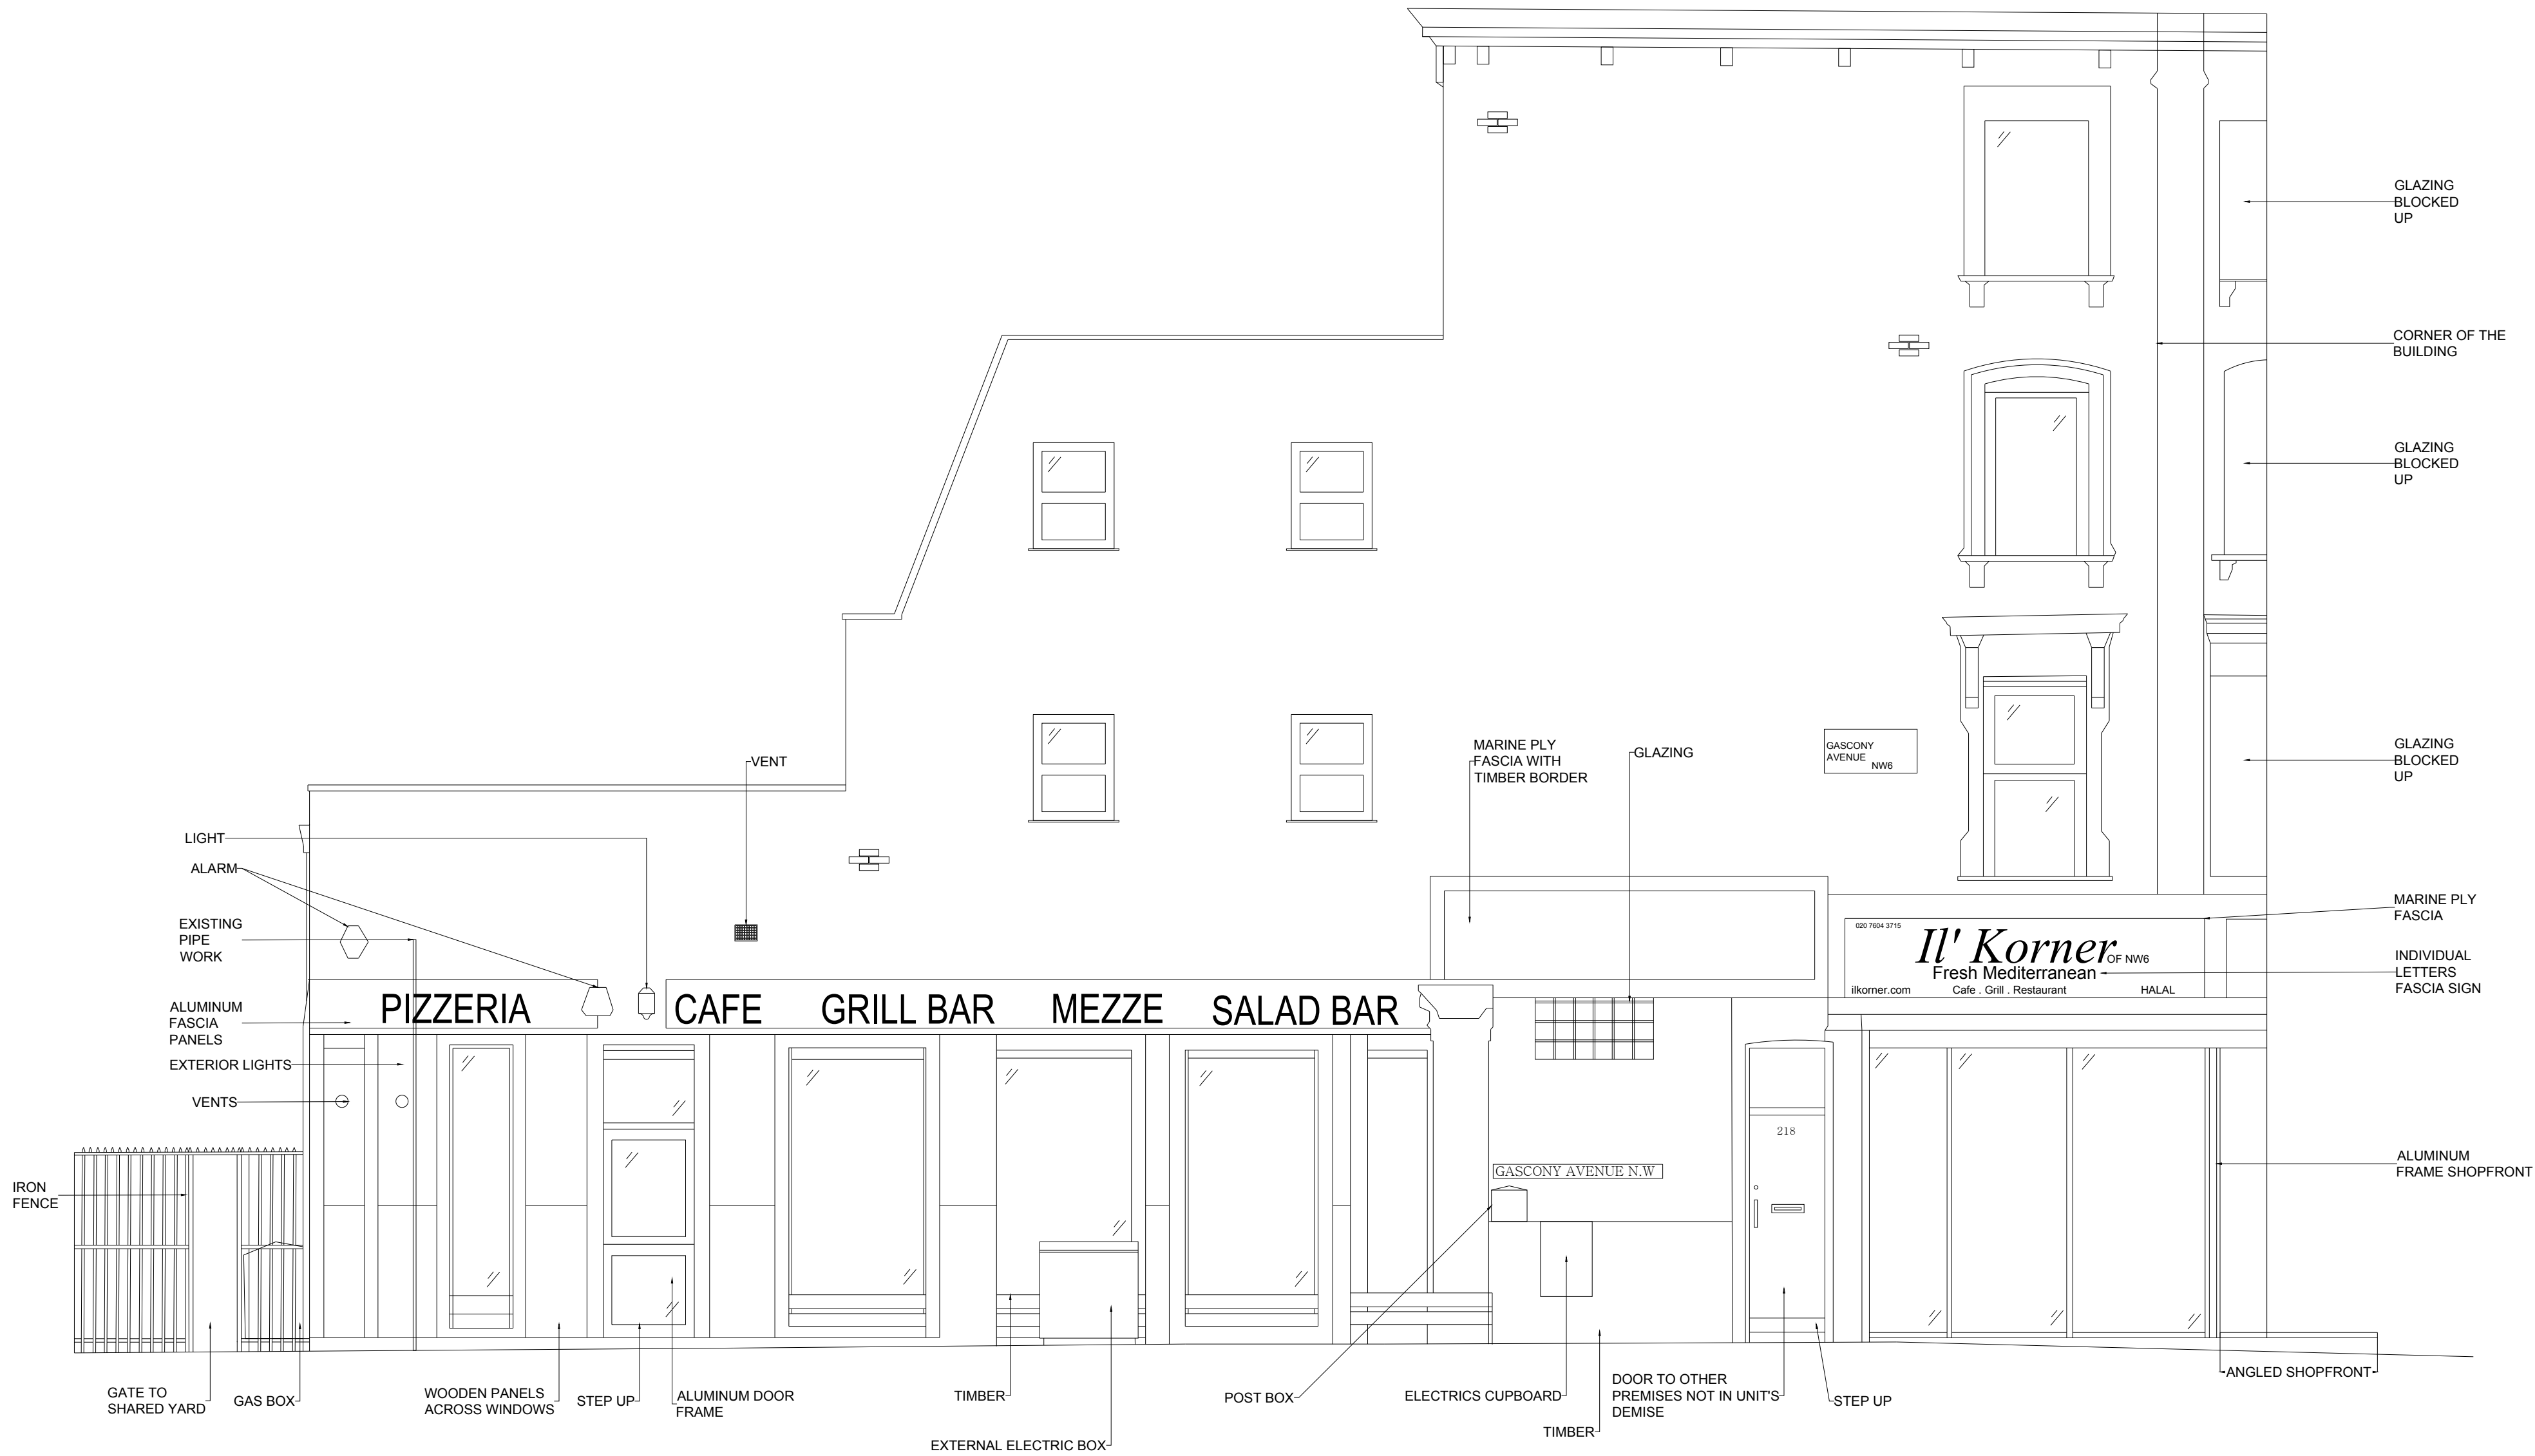 GLAZING
BLOCKED
UP
CORNER OF THE
BUILDING
GLAZING
BLOCKED
UP
GLAZING
BLOCKED
UP
MARINE PLY
FASCIA WITH
TIMBER BORDER
GLAZING
GASCONY
AVENUE
NW6
VENT
LIGHT
ALARM
EXISTING
PIPE
WORK
ALUMINUM
FASCIA
PANELS
EXTERIOR LIGHTS
VENTS
IRON
FENCE
PIZZERIA CAFE GRILL BAR MEZZE SALAD BAR
020 7604 3715
Il' Korner OF NW6
Fresh Mediterranean
ilkorner.com Cafe . Grill . Restaurant HALAL
MARINE PLY
FASCIA
INDIVIDUAL
LETTERS
FASCIA SIGN
218
GASCONY AVENUE N.W
ALUMINUM
FRAME SHOPFRONT
GATE TO
SHARED YARD
GAS BOX
WOODEN PANELS
ACROSS WINDOWS
STEP UP
ALUMINUM DOOR
FRAME
TIMBER
EXTERNAL ELECTRIC BOX
POST BOX
ELECTRICS CUPBOARD
TIMBER
DOOR TO OTHER
PREMISES NOT IN UNIT'S
DEMISE
STEP UP
ANGLED SHOPFRONT